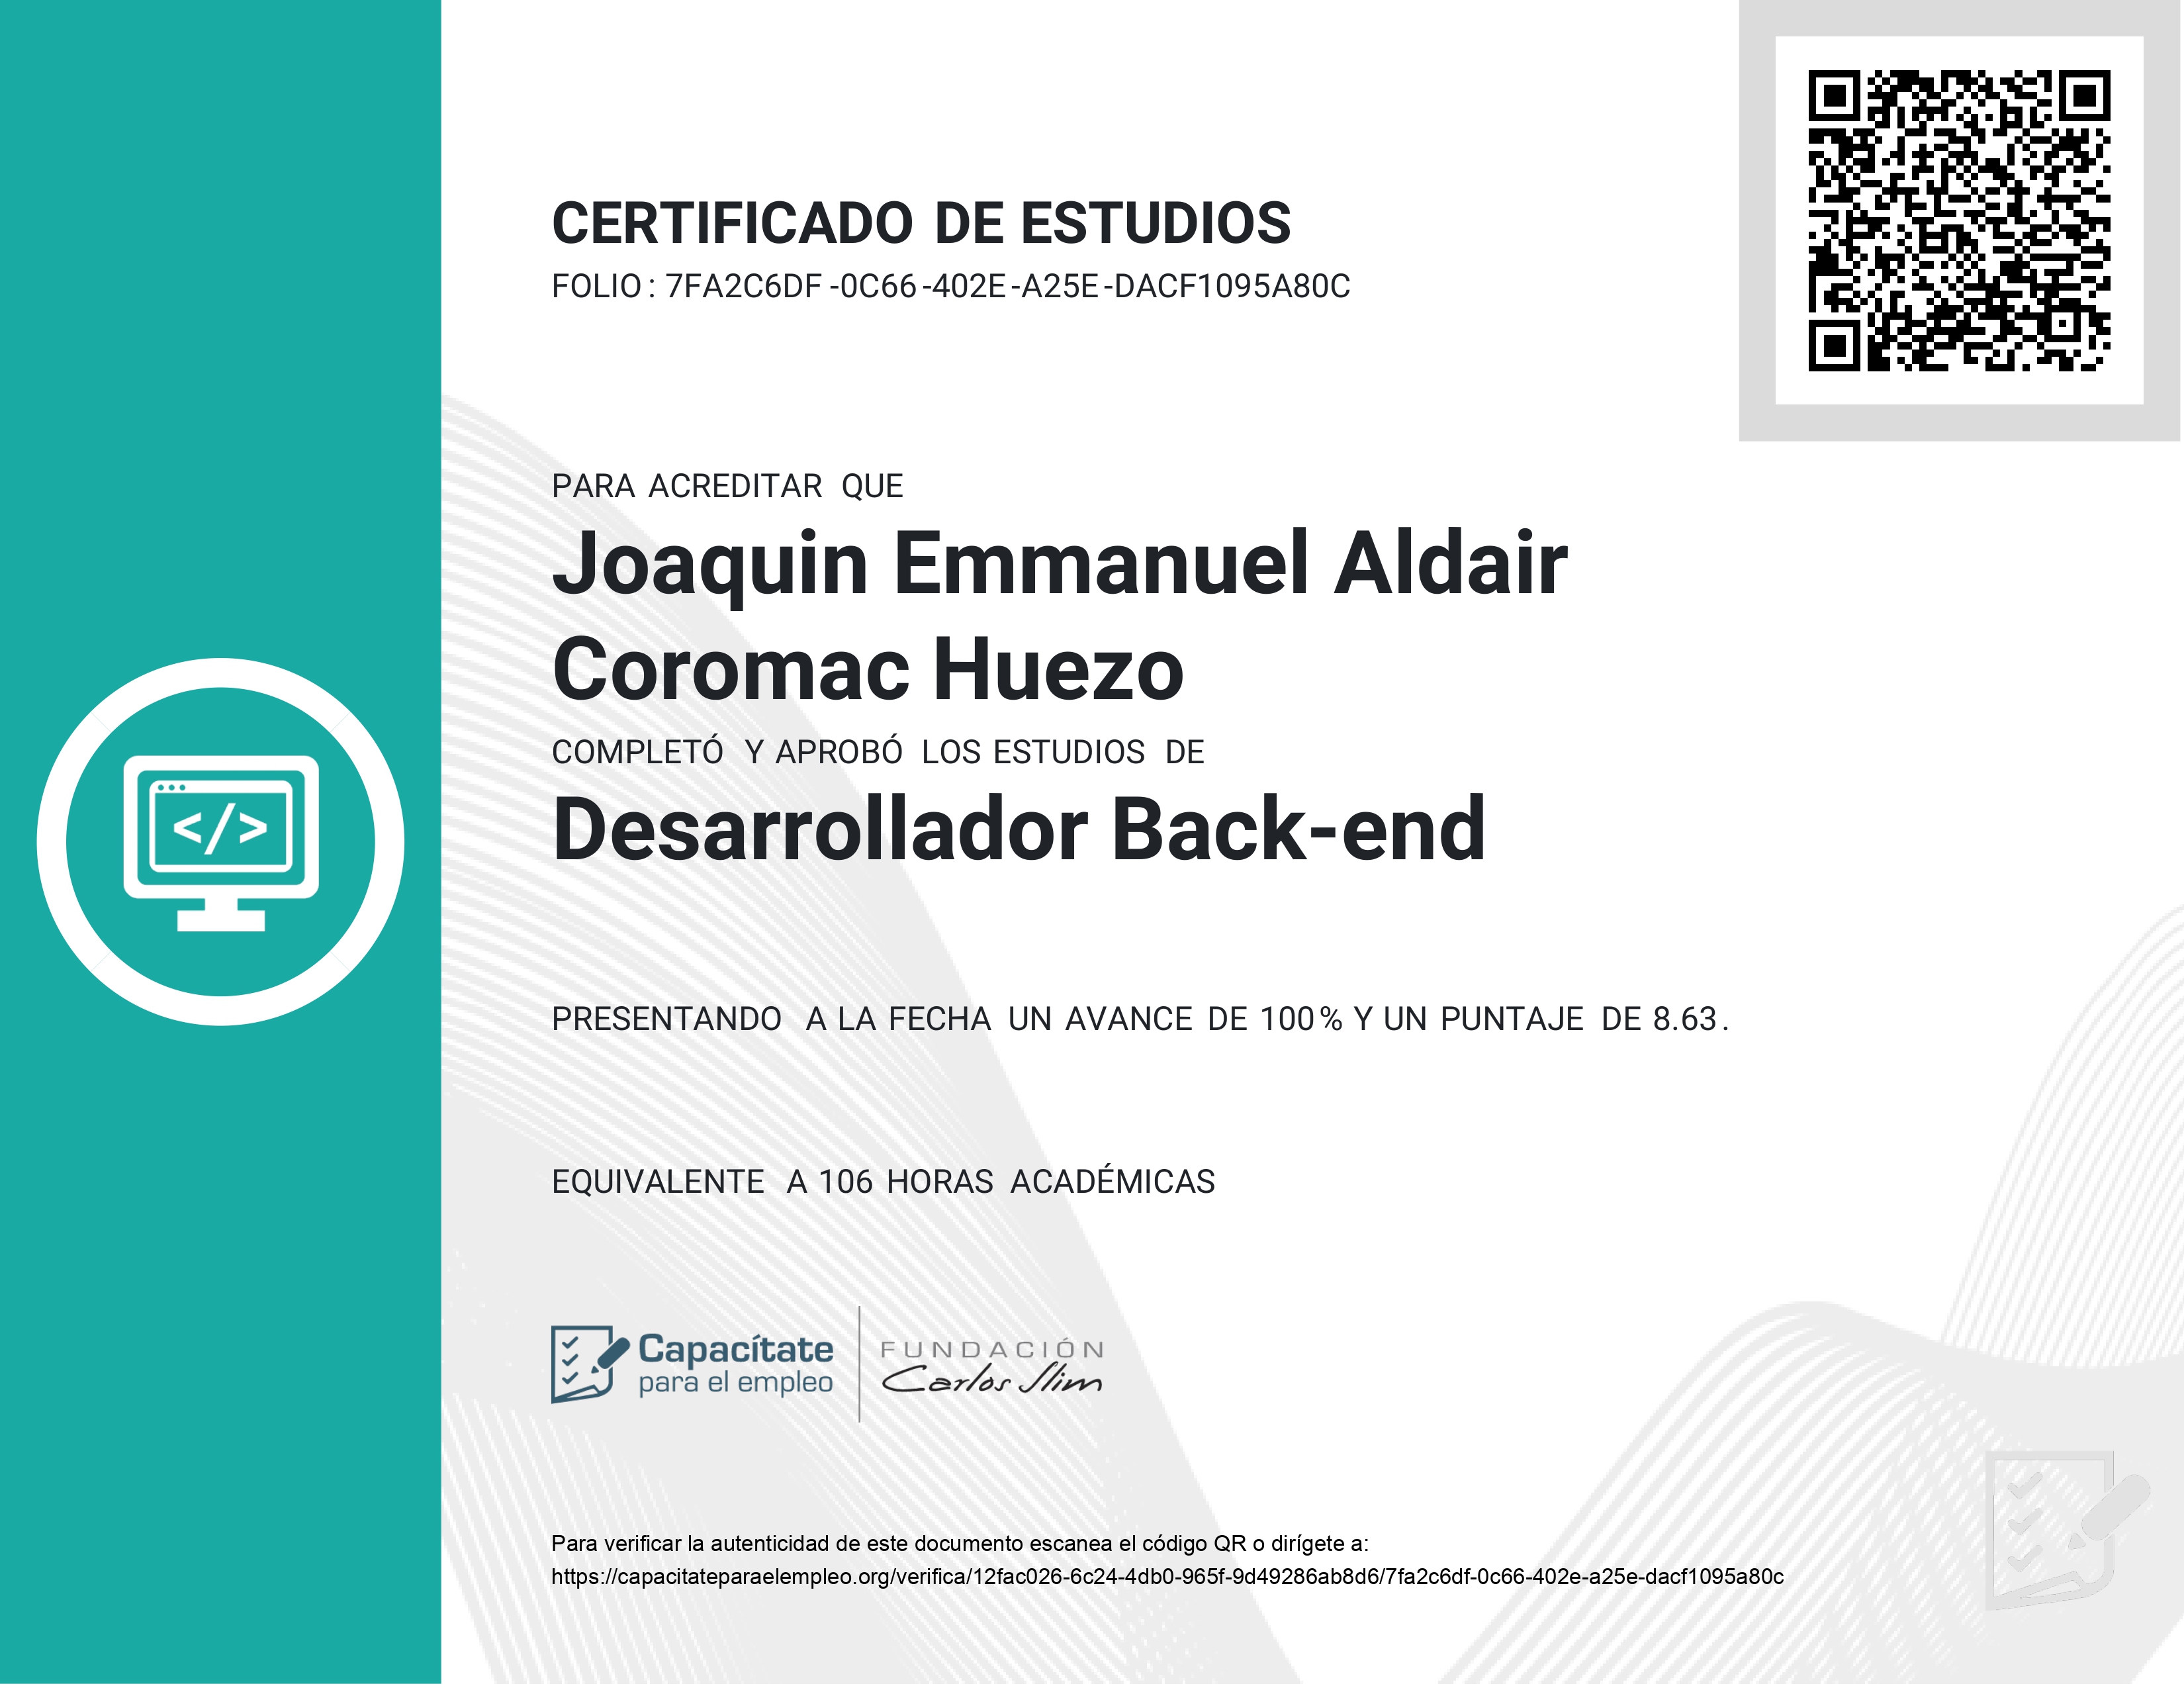 CERTIFICADO DE ESTUDIOS
FOLIO: 7FA2C6DF-0C66-402E-A25E-DACF1095A80C
PARA ACREDITAR QUE
Joaquin Emmanuel Aldair
Coromac Huezo
COMPLETÓ Y APROBÓ LOS ESTUDIOS DE
Desarrollador Back-end
</>
PRESENTANDO A LA FECHA UN AVANCE DE 100% Y UN PUNTAJE DE 8.63.
EQUIVALENTE A 106 HORAS ACADÉMICAS
Capacítate
para el empleo
FUNDACIÓN
Carlos Slim
Para verificar la autenticidad de este documento escanea el código QR o dirígete a:
https://capacitateparaelempleo.org/verifica/12fac026-6c24-4db0-965f-9d49286ab8d6/7fa2c6df-0c66-402e-a25e-dacf1095a80c